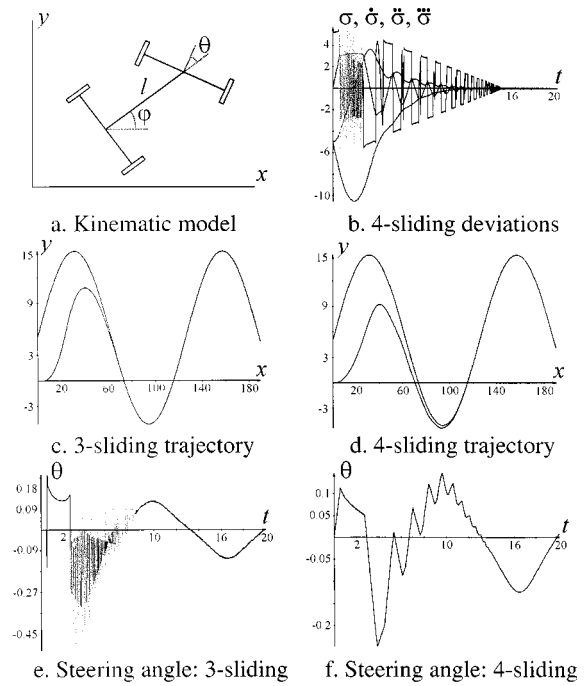 y
θ
l
φ
x
a. Kinematic model
σ, σ̇, σ̈, σ⃛
5
2
t
16
20
-4
-10
b. 4-sliding deviations
y
15
9
3
-3
20
60
100
140
180
x
c. 3-sliding trajectory
y
15
9
3
-3
20
60
100
140
180
x
d. 4-sliding trajectory
θ
0.18
0.09
-0.09
-0.27
-0.45
2
10
16
20
t
e. Steering angle: 3-sliding
θ
0.1
0.05
-0.05
-0.2
2
10
16
20
t
f. Steering angle: 4-sliding